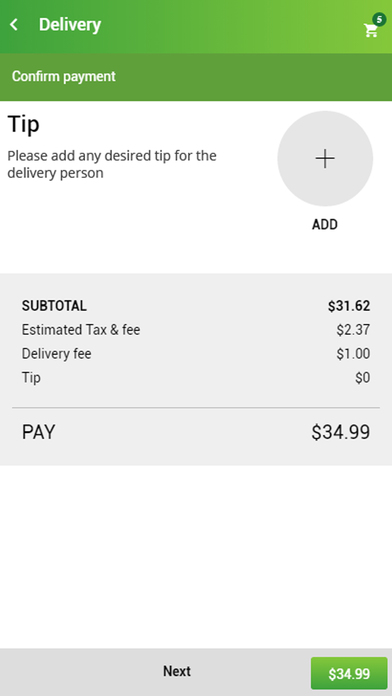 Delivery
5
Confirm payment
Tip
Please add any desired tip for the
delivery person
ADD
SUBTOTAL $31.62
Estimated Tax & fee $2.37
Delivery fee $1.00
Tip $0
PAY $34.99
Next $34.99